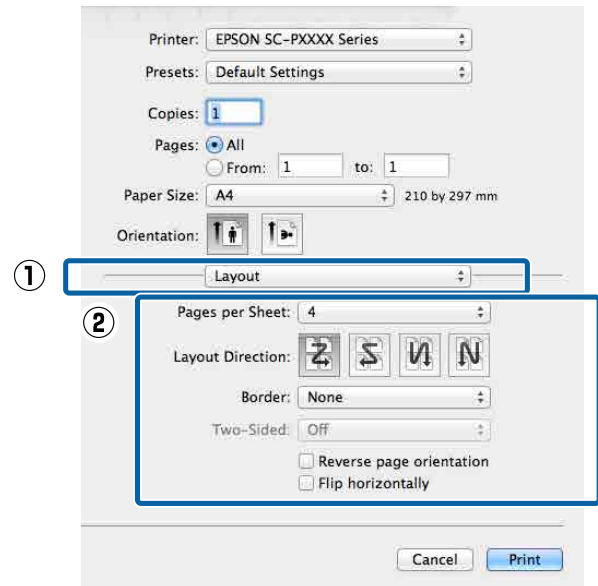 Printer: EPSON SC-PXXXX Series
Presets: Default Settings
Copies: 1
Pages: All
From: 1 to: 1
Paper Size: A4 210 by 297 mm
Orientation:
① Layout
② Pages per Sheet: 4
Layout Direction:
Border: None
Two-Sided: Off
Reverse page orientation
Flip horizontally
Cancel Print